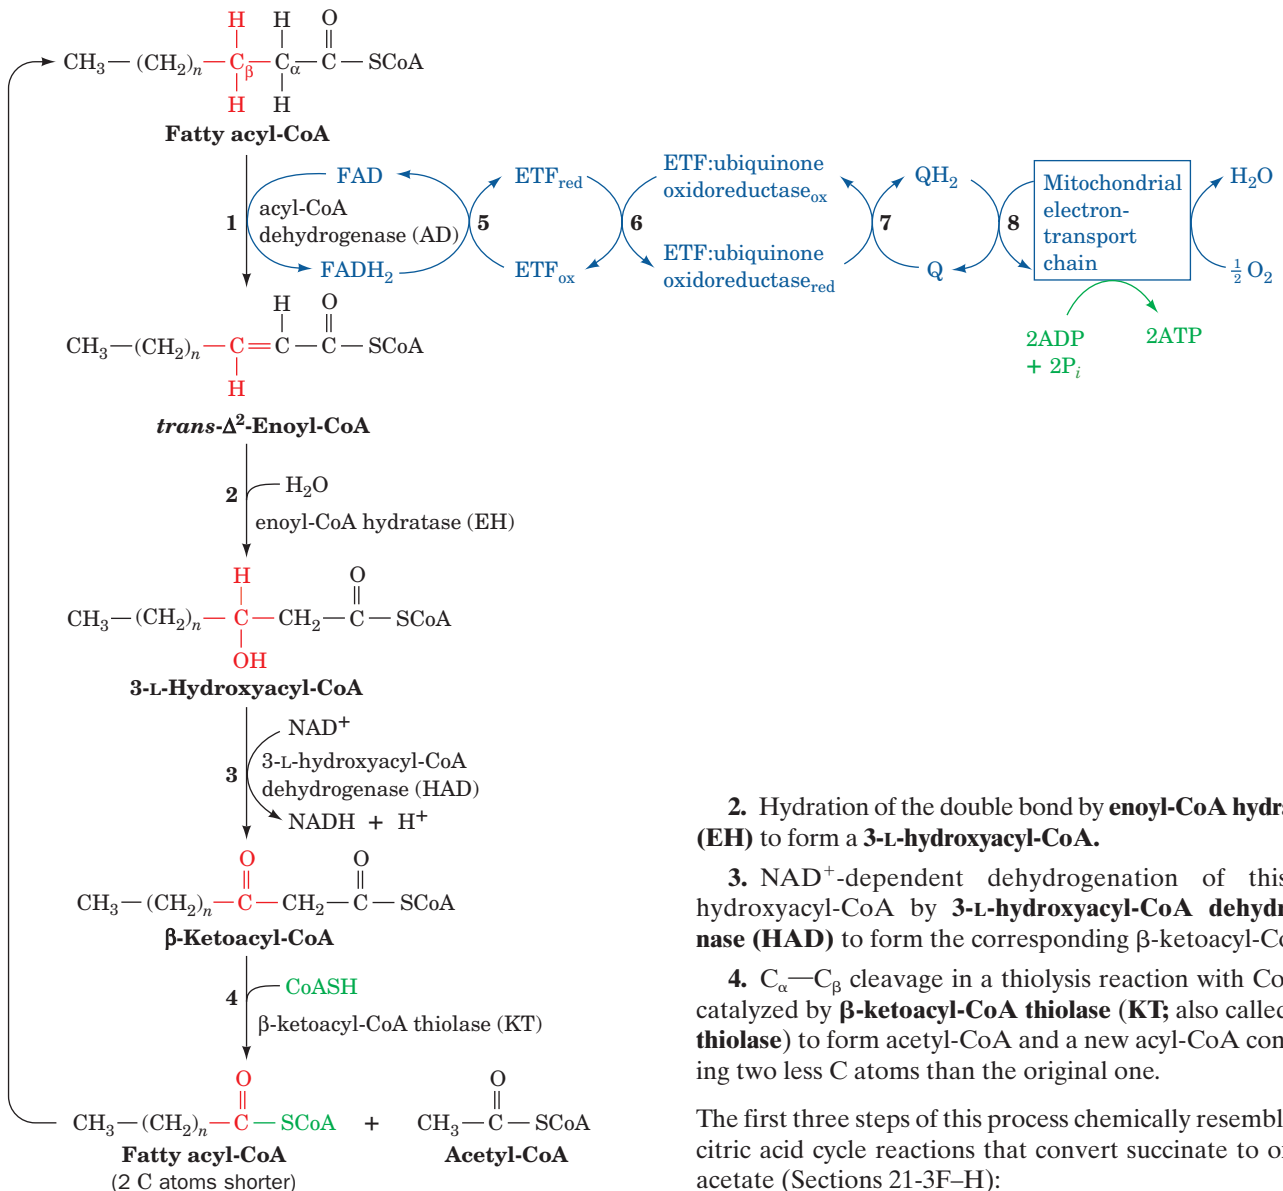 H H O
CH₃—(CH₂)ₙ—Cβ—Cα—C—SCoA
H H
Fatty acyl-CoA
1
FAD
acyl-CoA
dehydrogenase (AD)
FADH₂
5
ETFred
ETFox
6
ETF:ubiquinone
oxidoreductaseox
ETF:ubiquinone
oxidoreductasered
7
QH₂
Q
8
Mitochondrial
electron-
transport
chain
H₂O
½ O₂
2ADP
+ 2Pᵢ
2ATP
H O
CH₃—(CH₂)ₙ—C=C—C—SCoA
H
trans-Δ²-Enoyl-CoA
2
H₂O
enoyl-CoA hydratase (EH)
H O
CH₃—(CH₂)ₙ—C—CH₂—C—SCoA
OH
3-L-Hydroxyacyl-CoA
3
NAD⁺
3-L-hydroxyacyl-CoA
dehydrogenase (HAD)
NADH + H⁺
O O
CH₃—(CH₂)ₙ—C—CH₂—C—SCoA
β-Ketoacyl-CoA
4
CoASH
β-ketoacyl-CoA thiolase (KT)
O O
CH₃—(CH₂)ₙ—C—SCoA + CH₃—C—SCoA
Fatty acyl-CoA Acetyl-CoA
(2 C atoms shorter)
2. Hydration of the double bond by enoyl-CoA
(EH) to form a 3-L-hydroxyacyl-CoA.
3. NAD⁺-dependent dehydrogenation of this
hydroxyacyl-CoA by 3-L-hydroxyacyl-CoA
nase (HAD) to form the corresponding
4. Cα—Cβ cleavage in a thiolysis reaction with
catalyzed by β-ketoacyl-CoA thiolase (KT; also called
thiolase) to form acetyl-CoA and a new acyl-CoA
ing two less C atoms than the original one.
The first three steps of this process chemically
citric acid cycle reactions that convert succinate to
acetate (Sections 21-3F–H):